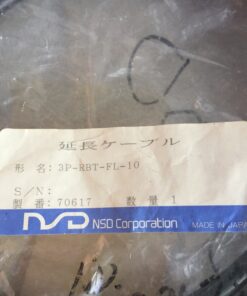 延長ケーブル
形 名: 3P-RBT-FL-10
S/N:
製番: 70617 数量 1
NSD NSD Corporation MADE IN JAPAN